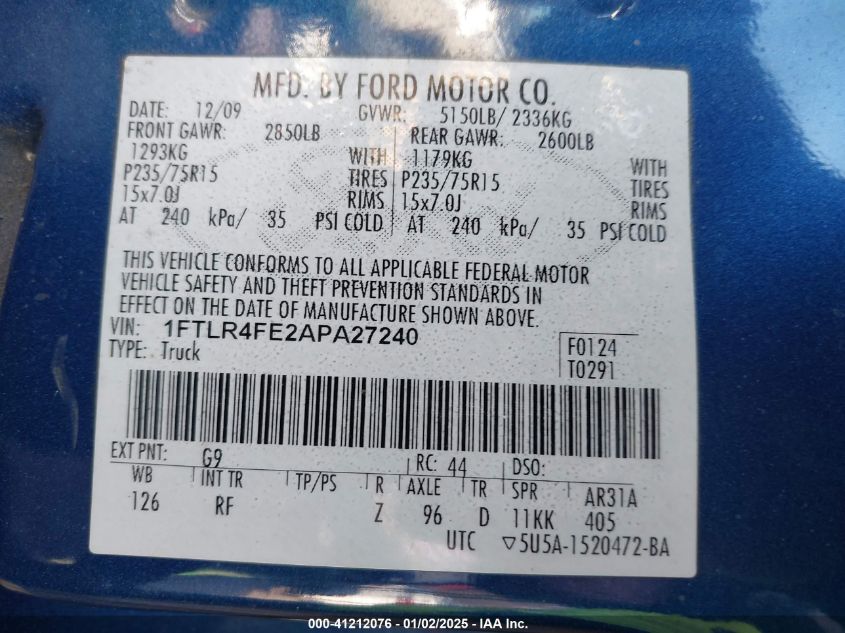 MFD. BY FORD MOTOR CO.
DATE: 12/09 GVWR: 5150LB/ 2336KG
FRONT GAWR: 2850LB REAR GAWR: 2600LB
1293KG WITH 1179KG WITH
P235/75R15 TIRES P235/75R15 TIRES
15x7.0J RIMS 15x7.0J RIMS
AT 240 kPa/ 35 PSI COLD AT 240 kPa/ 35 PSI COLD
THIS VEHICLE CONFORMS TO ALL APPLICABLE FEDERAL MOTOR
VEHICLE SAFETY AND THEFT PREVENTION STANDARDS IN
EFFECT ON THE DATE OF MANUFACTURE SHOWN ABOVE.
VIN: 1FTLR4FE2APA27240
TYPE: Truck
F0124
T0291
EXT PNT: G9 RC: 44 DSO:
WB INT TR TP/PS R AXLE TR SPR AR31A
126 RF Z 96 D 11KK 405
UTC ▽5U5A-1520472-BA
000-41212076 - 01/02/2025 - IAA Inc.